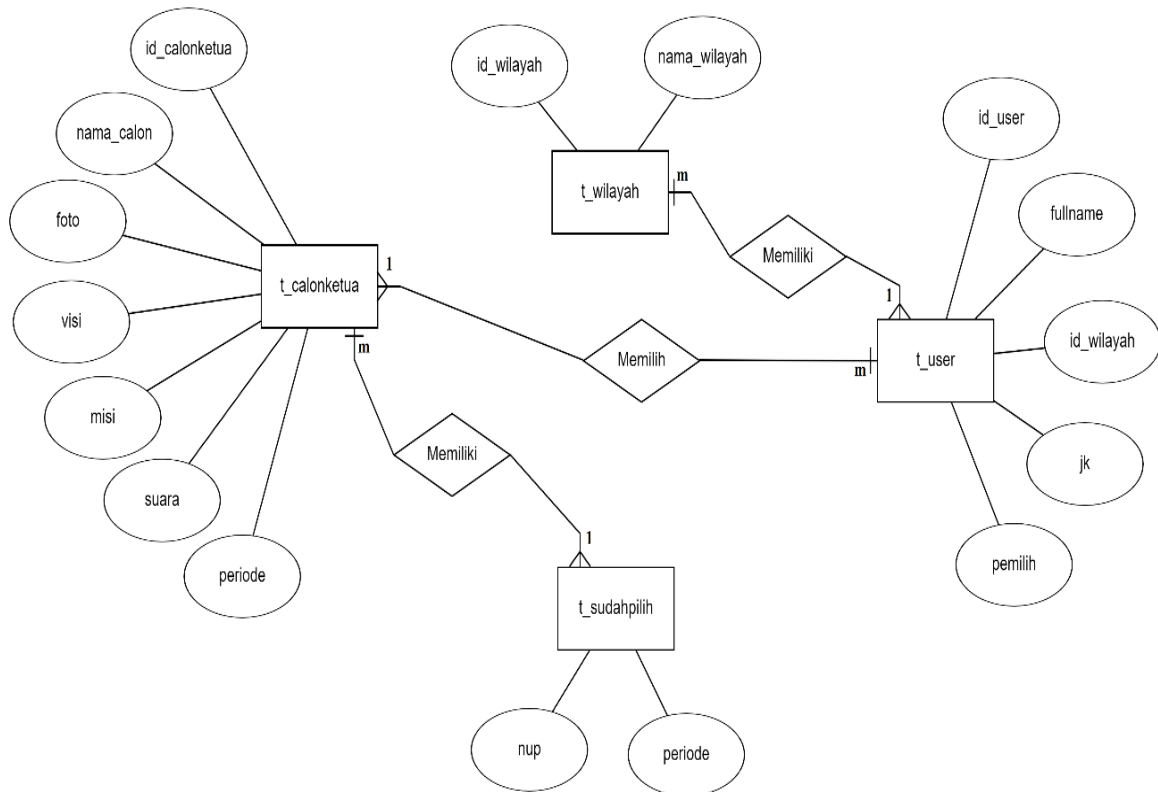 id_calonketua
nama_calon
foto
visi
misi
suara
periode
t_calonketua
1
m
id_wilayah
nama_wilayah
t_wilayah
m
Memiliki
1
id_user
fullname
id_wilayah
jk
pemilih
t_user
m
Memilih
Memiliki
1
t_sudahpilih
nup
periode